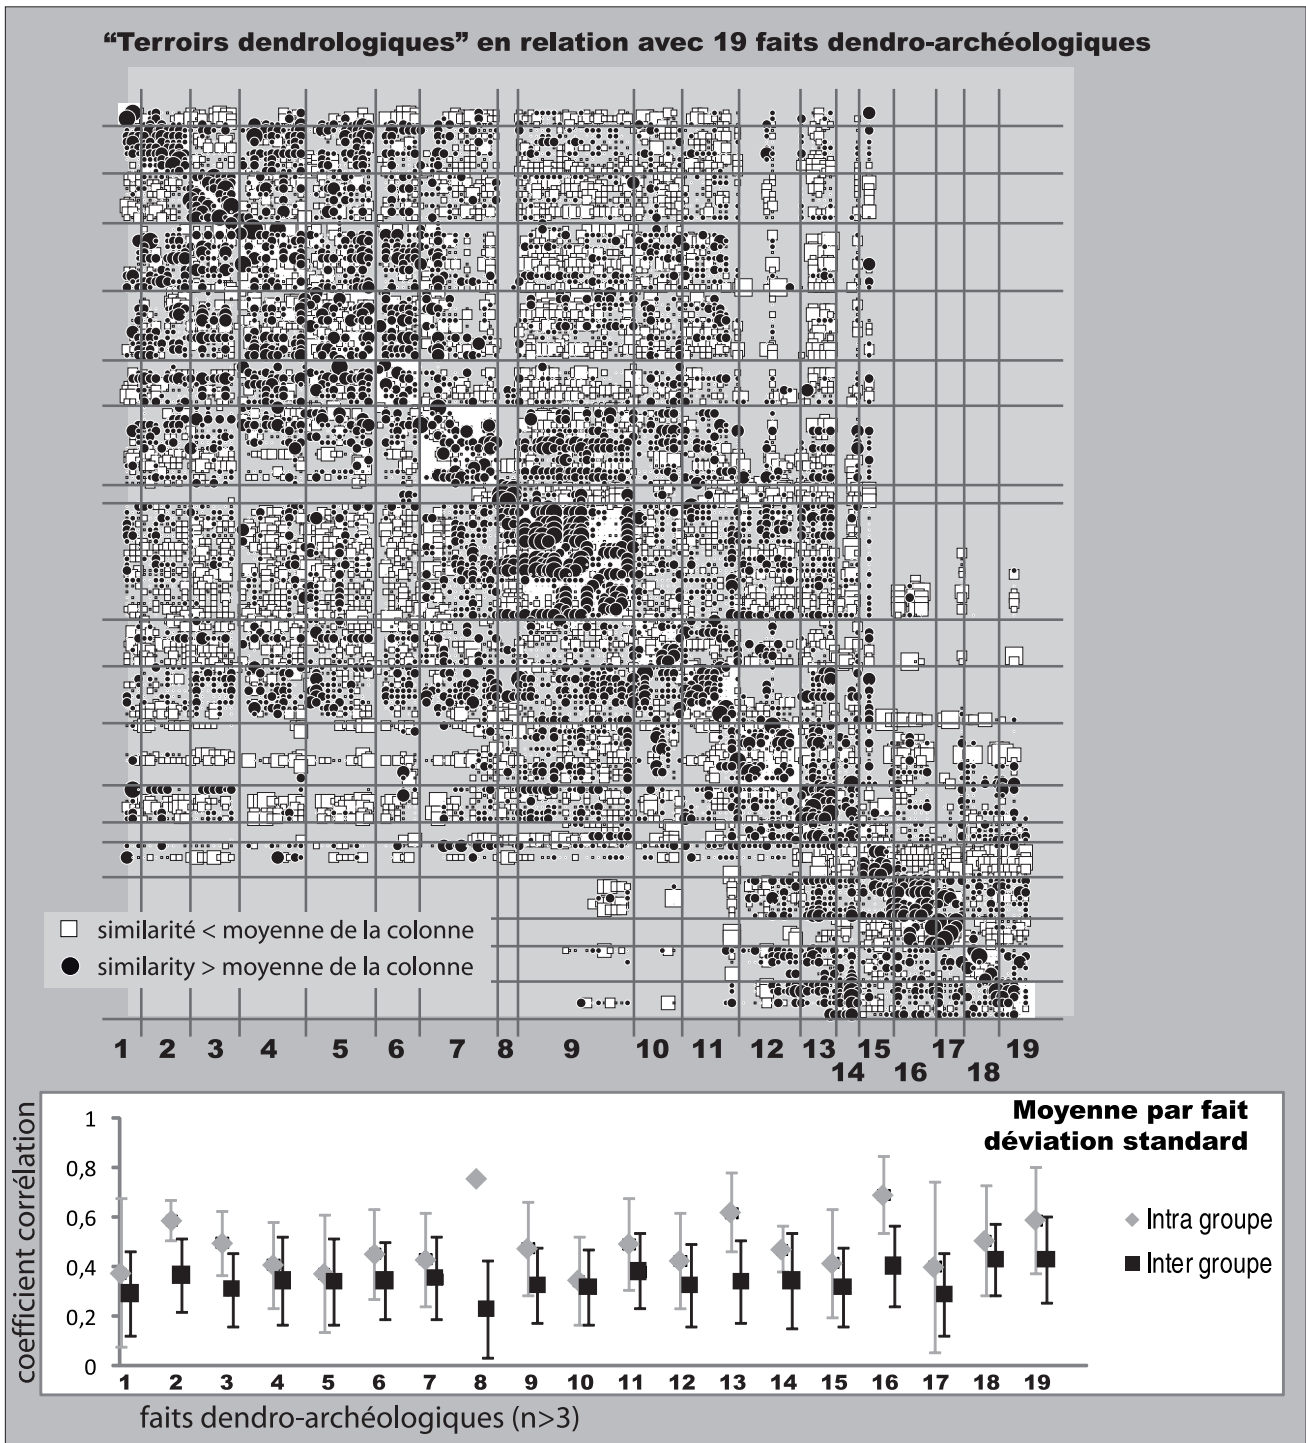 “Terroirs dendrologiques” en relation avec 19 faits dendro-archéologiques
similarité < moyenne de la colonne
similarity > moyenne de la colonne
1 2 3 4 5 6 7 8 9 10 11 12 13 15 17 19
14 16 18
Moyenne par fait
déviation standard
coefficient corrélation
1
0,8
0,6
0,4
0,2
0
Intra groupe
Inter groupe
1 2 3 4 5 6 7 8 9 10 11 12 13 14 15 16 17 18 19
faits dendro-archéologiques (n>3)